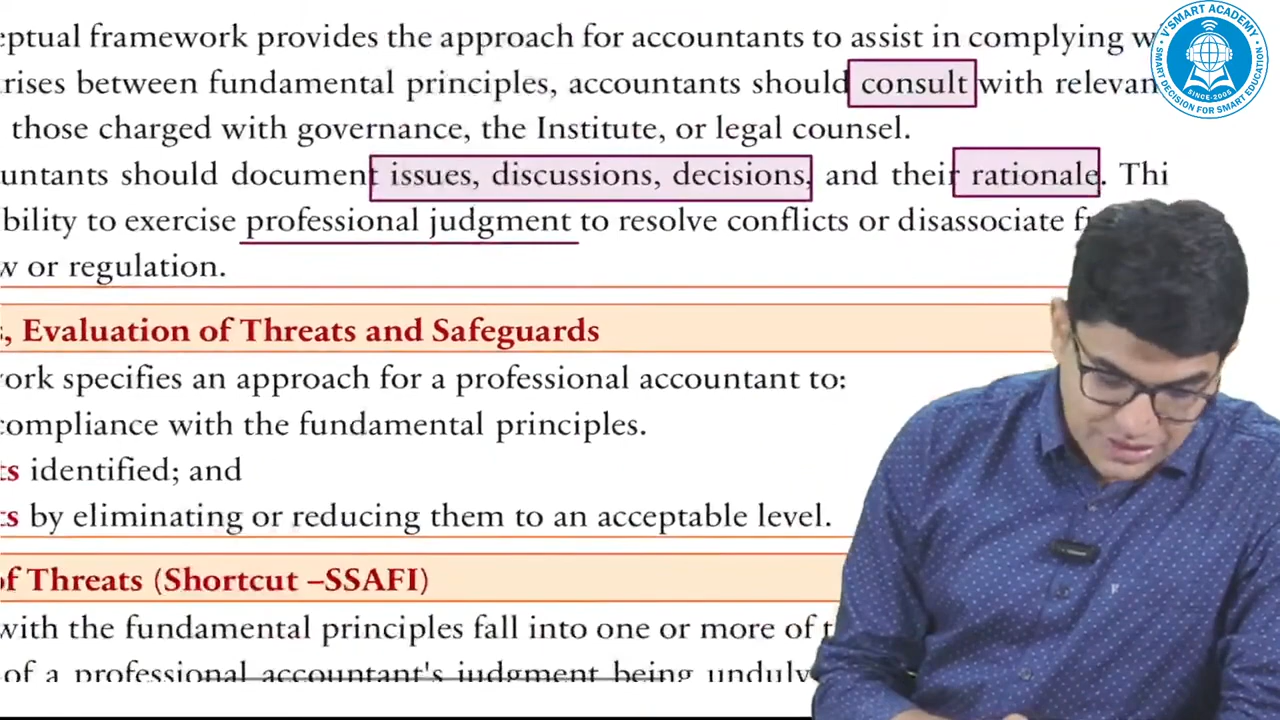 eptual framework provides the approach for accountants to assist in complying
rises between fundamental principles, accountants should consult with relevan
those charged with governance, the Institute, or legal counsel.
untants should document issues, discussions, decisions, and their rationale. Thi
bility to exercise professional judgment to resolve conflicts or disassociate
w or regulation.
, Evaluation of Threats and Safeguards
ork specifies an approach for a professional accountant to:
compliance with the fundamental principles.
ts identified; and
ts by eliminating or reducing them to an acceptable level.
of Threats (Shortcut –SSAFI)
with the fundamental principles fall into one or more of
of a professional accountant's judgment being unduly
V'SMART ACADEMY
SINCE-2005
SMART DECISION FOR SMART EDUCATION